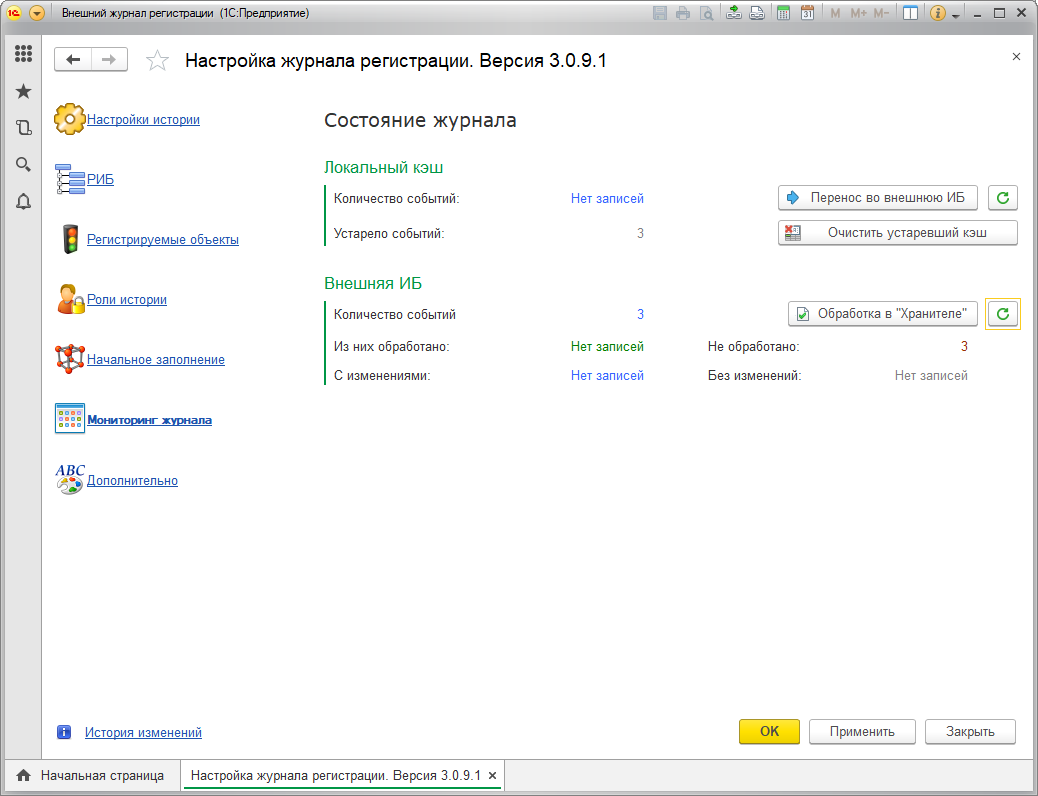 Внешний журнал регистрации (1С:Предприятие)
M M+ M-
Настройка журнала регистрации. Версия 3.0.9.1
Настройки истории
РИБ
Регистрируемые объекты
Роли истории
Начальное заполнение
Мониторинг журнала
ABC
Дополнительно
Состояние журнала
Локальный кэш
Количество событий: Нет записей Перенос во внешнюю ИБ
Устарело событий: 3 Очистить устаревший кэш
Внешняя ИБ
Количество событий 3 Обработка в "Хранителе"
Из них обработано: Нет записей Не обработано: 3
С изменениями: Нет записей Без изменений: Нет записей
История изменений
ОК Применить Закрыть
Начальная страница Настройка журнала регистрации. Версия 3.0.9.1